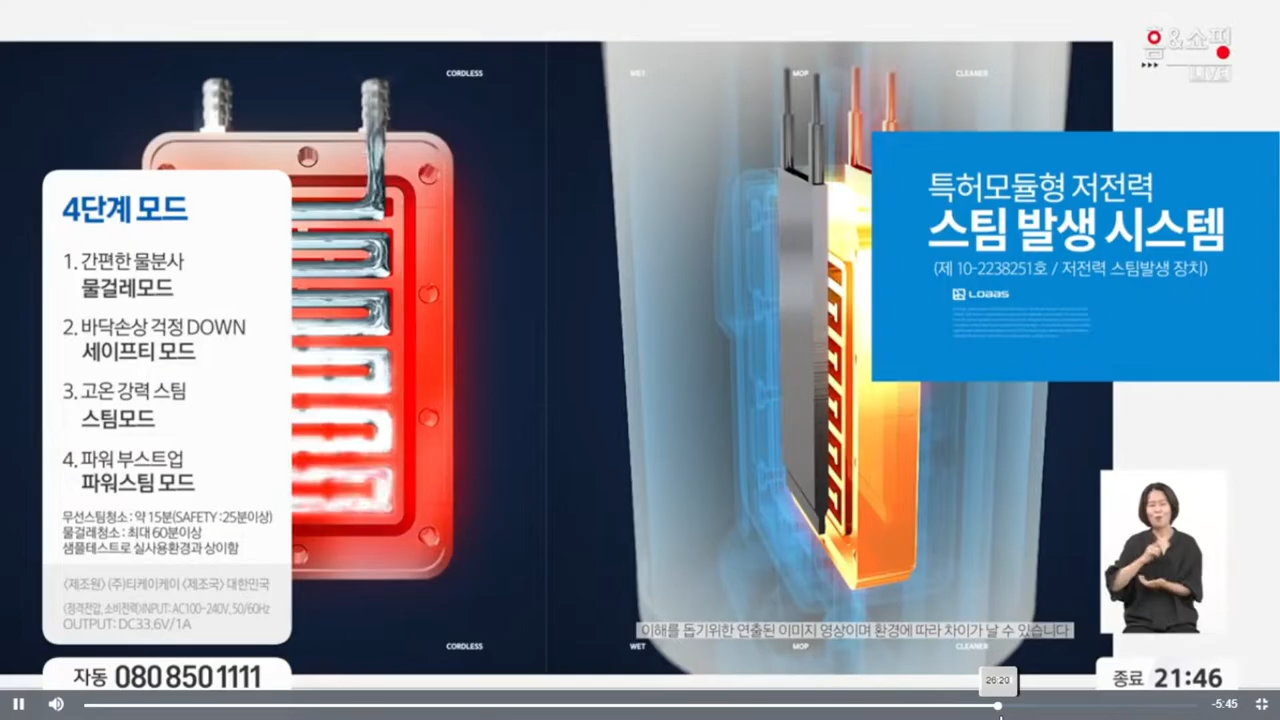 홈&쇼핑
LIVE
CORDLESS
WET
MOP
CLEANER
특허모듈형 저전력
스팀 발생 시스템
(제 10-2238251호 / 저전력 스팀발생 장치)
LOBBS
4단계 모드
1. 간편한 물분사
물걸레모드
2. 바닥손상 걱정 DOWN
세이프티 모드
3. 고온 강력 스팀
스팀모드
4. 파워 부스트업
파워스팀 모드
무선스팀청소 : 약 15분(SAFETY :25분이상)
물걸레청소 : 최대 60분이상
샘플테스트로 실사용환경과 상이함
<제조원> (주)티케이케이 <제조국> 대한민국
(정격전압, 소비전력)INPUT: AC100~240V, 50/60Hz
OUTPUT: DC33.6V/1A
이해를 돕기위한 연출된 이미지 영상이며 환경에 따라 차이가 날 수 있습니다
CORDLESS
WET
MOP
CLEANER
자동 080 850 1111
종료 21:46
26:20
-5:45